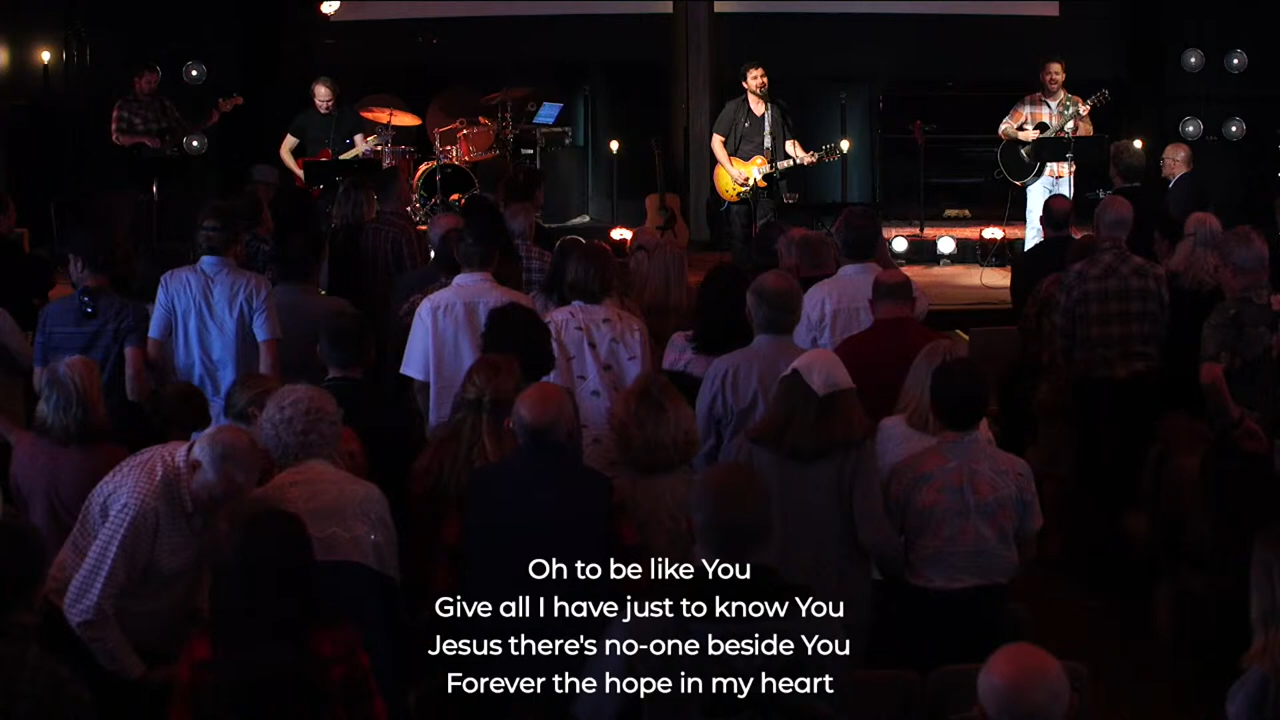 Oh to be like You
Give all I have just to know You
Jesus there's no-one beside You
Forever the hope in my heart